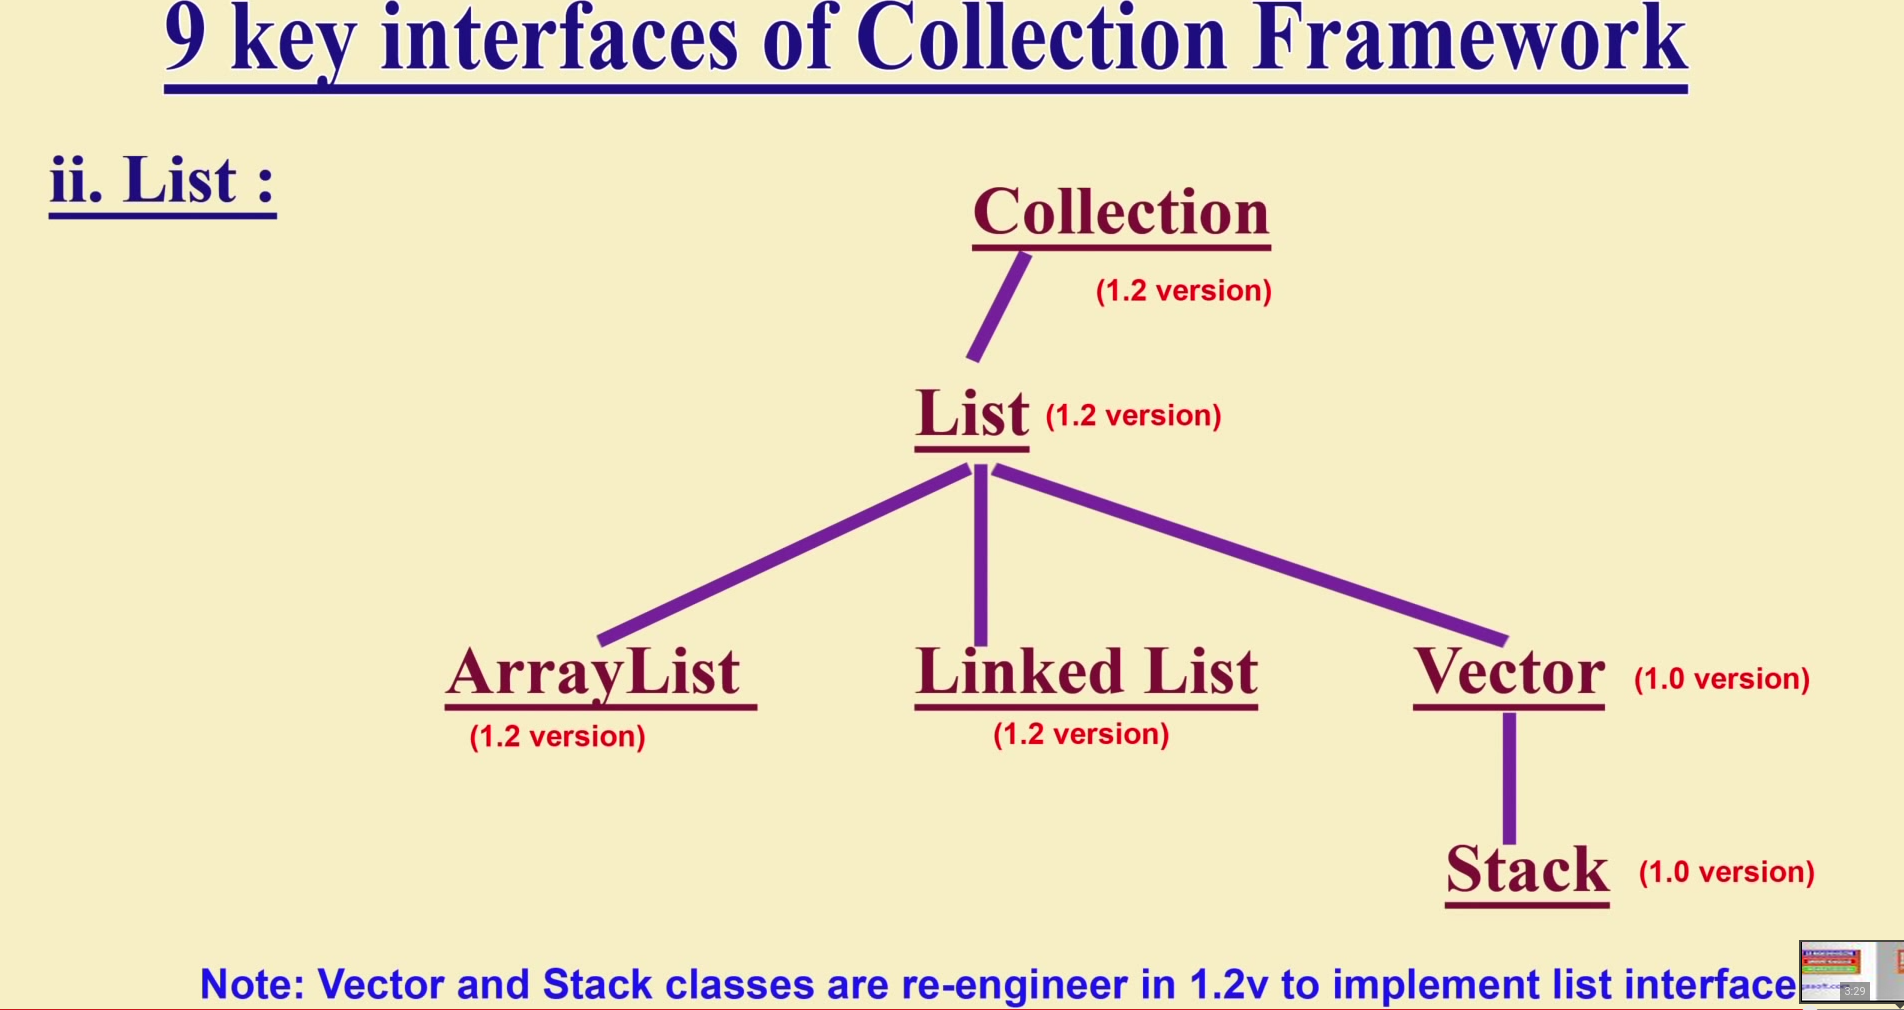 9 key interfaces of Collection Framework
ii. List :
Collection
(1.2 version)
List (1.2 version)
ArrayList Linked List Vector (1.0 version)
(1.2 version) (1.2 version)
Stack (1.0 version)
Note: Vector and Stack classes are re-engineer in 1.2v to implement list interface
3:29